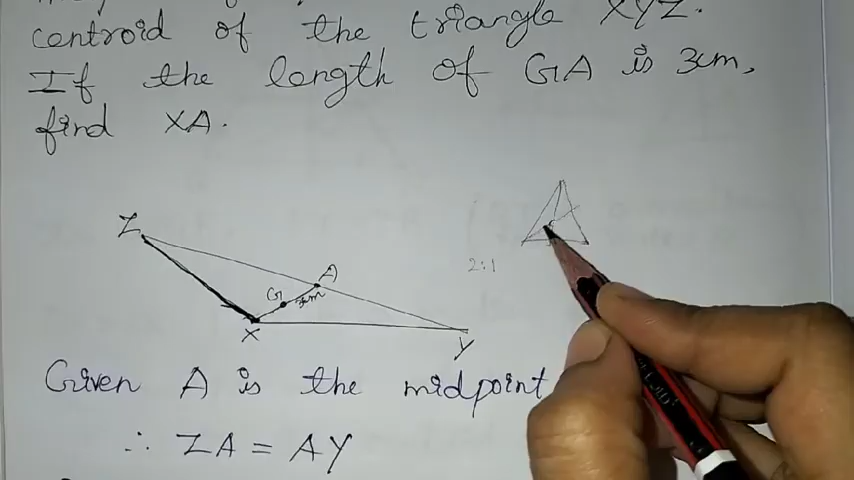 centroid of the triangle XYZ.
If the length of GA is 3cm,
find XA.
Z
A
G
3cm
2:1
X
Y
Given A is the midpoint
∴ ZA = AY